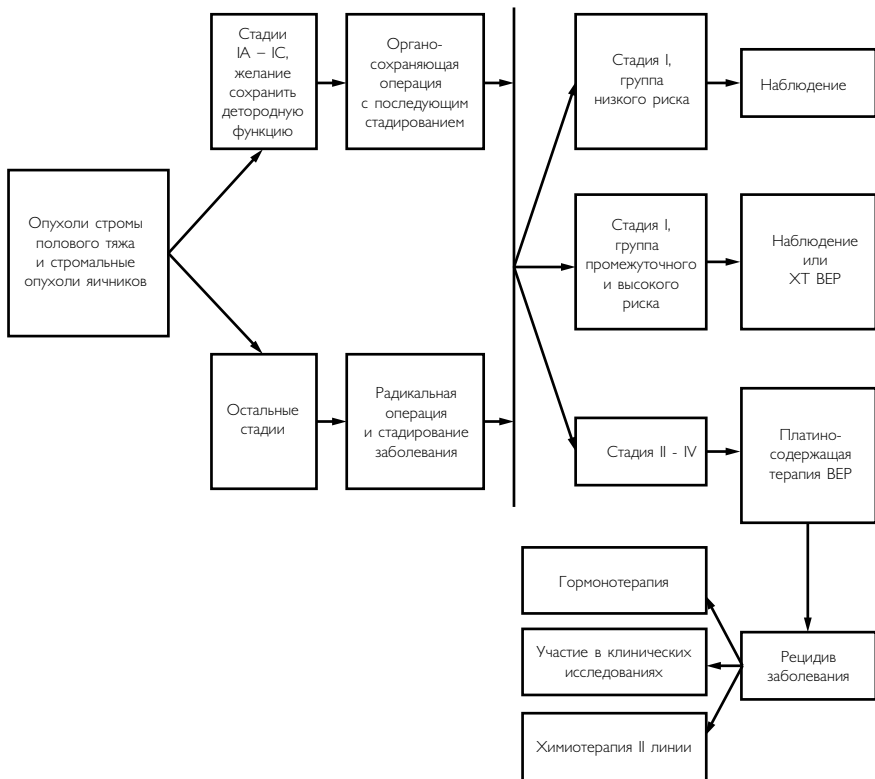 Опухоли стромы
полового тяжа
и стромальные
опухоли яичников
Стадии
IA – IC,
желание
сохранить
детородную
функцию
Органо-
сохраняющая
операция
с последующим
стадированием
Остальные
стадии
Радикальная
операция
и стадирование
заболевания
Стадия I,
группа
низкого риска
Наблюдение
Стадия I,
группа
промежуточного
и высокого
риска
Наблюдение
или
ХТ ВЕР
Стадия II - IV
Платино-
содержащая
терапия ВЕР
Рецидив
заболевания
Гормонотерапия
Участие в клинических
исследованиях
Химиотерапия II линии